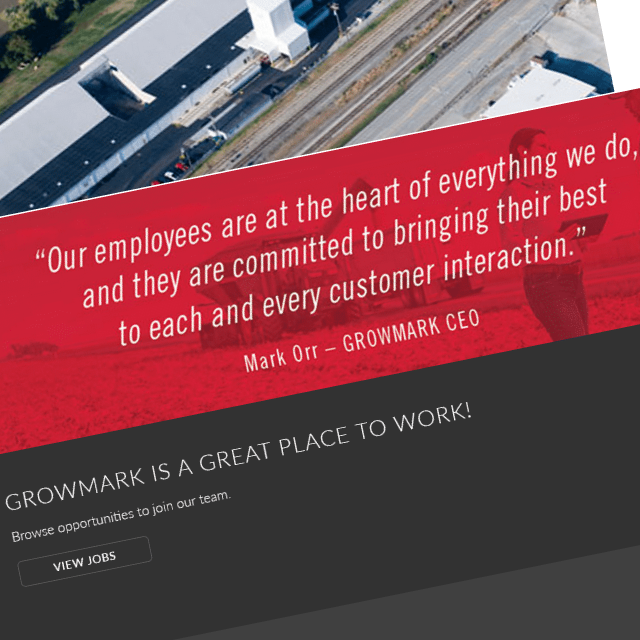 “Our employees are at the heart of everything we do,
and they are committed to bringing their best
to each and every customer interaction.”
Mark Orr – GROWMARK CEO
GROWMARK IS A GREAT PLACE TO WORK!
Browse opportunities to join our team.
VIEW JOBS